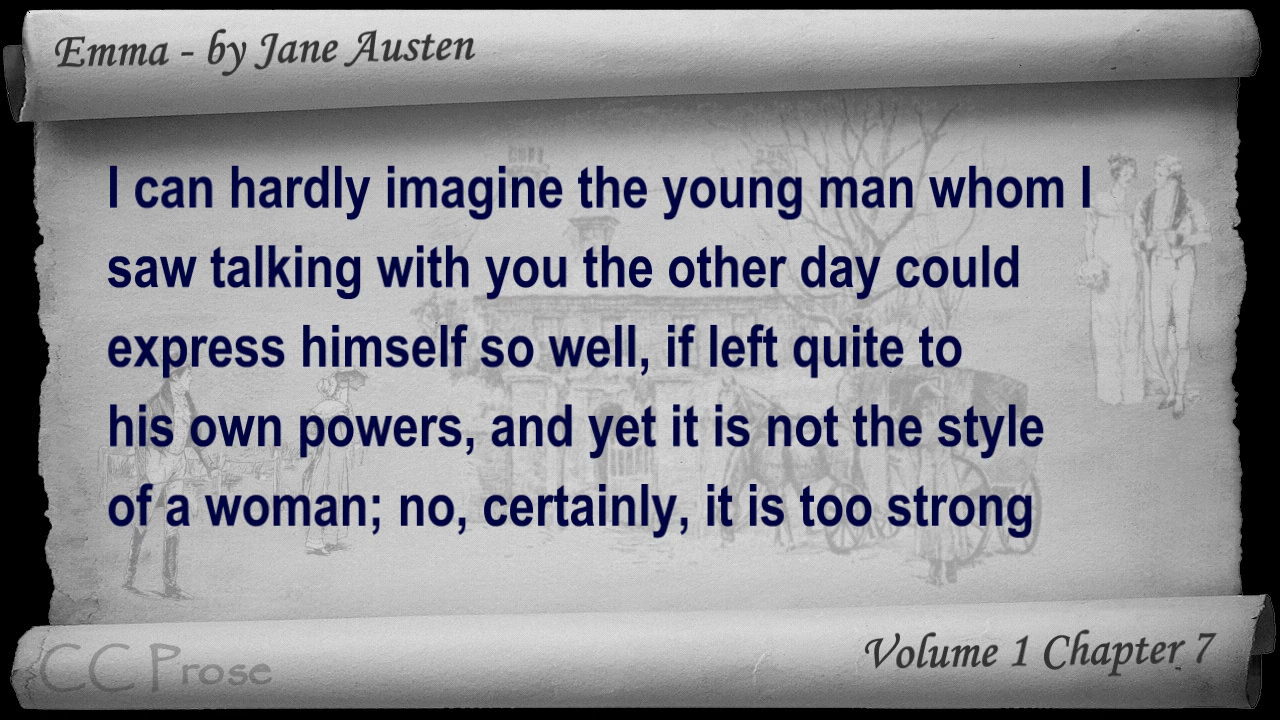 Emma - by Jane Austen
I can hardly imagine the young man whom I
saw talking with you the other day could
express himself so well, if left quite to
his own powers, and yet it is not the style
of a woman; no, certainly, it is too strong
CC Prose
Volume 1 Chapter 7